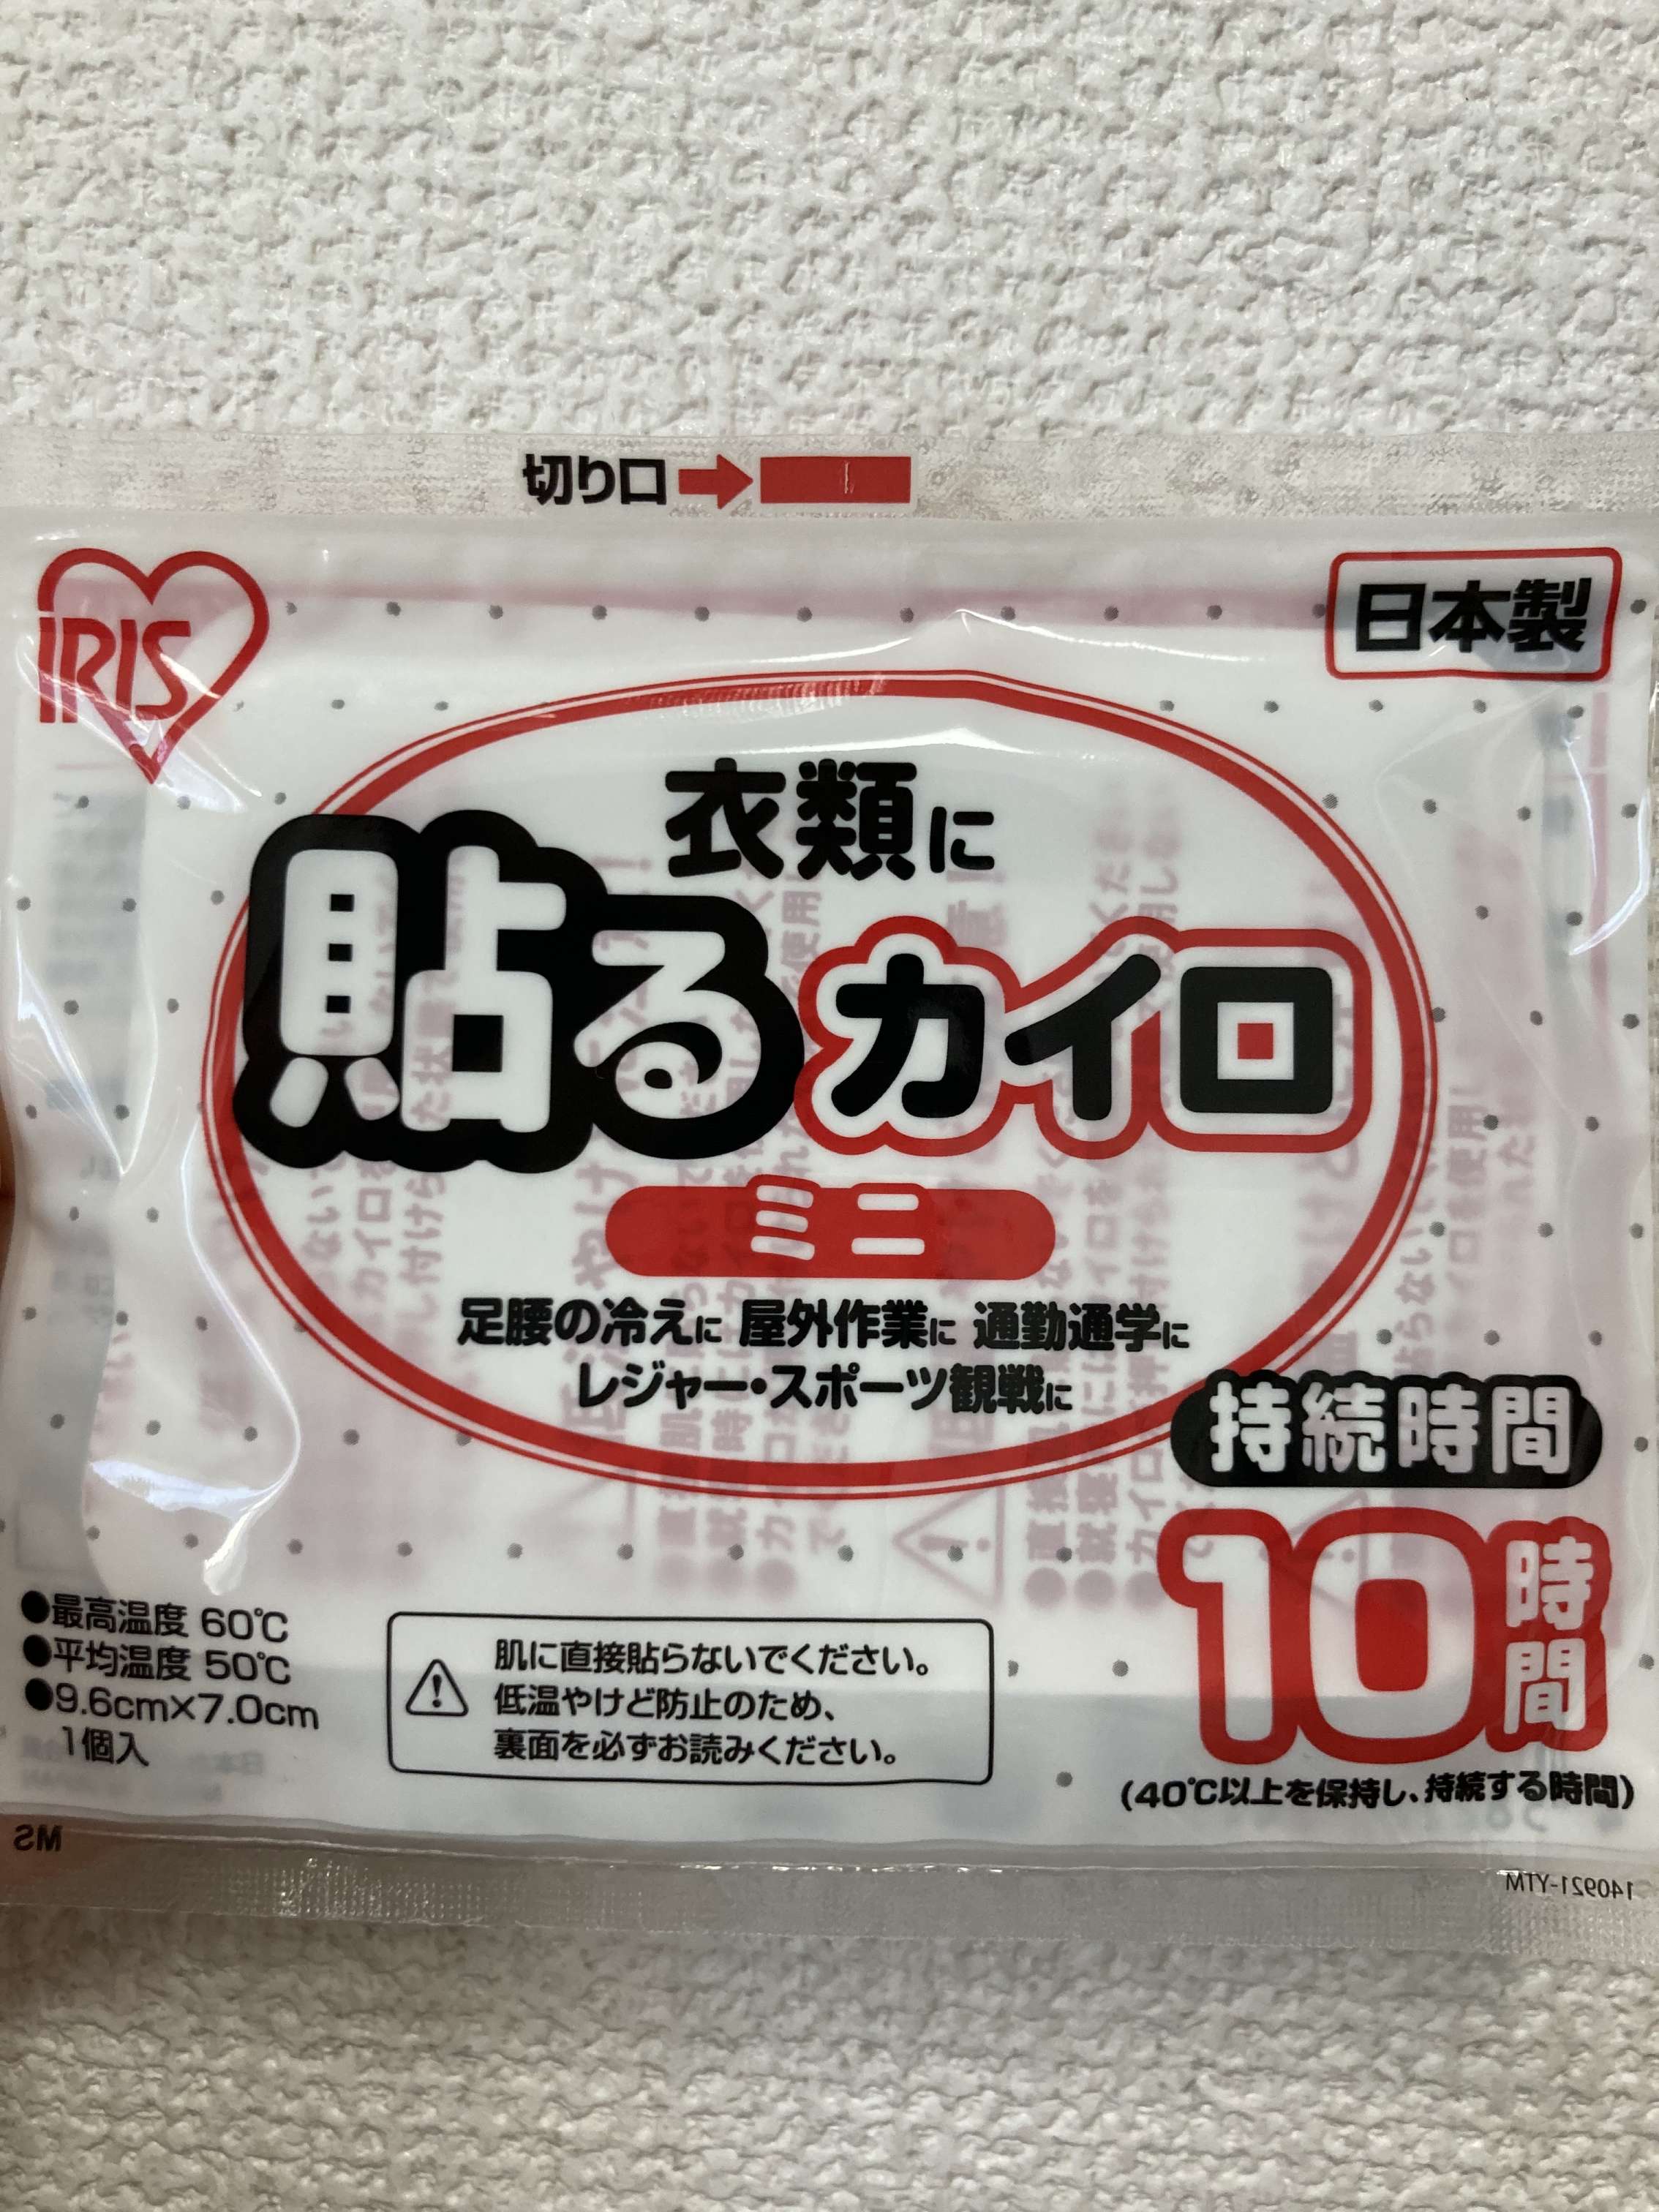 切り口
IRIS
日本製
衣類に
貼るカイロ
ミニ
足腰の冷えに 屋外作業に 通勤通学に
レジャー・スポーツ観戦に
持続時間
10時間
(40℃以上を保持し、持続する時間)
●最高温度 60℃
●平均温度 50℃
●9.6cm×7.0cm
1個入
肌に直接貼らないでください。
低温やけど防止のため、
裏面を必ずお読みください。
MS
140921-YTM